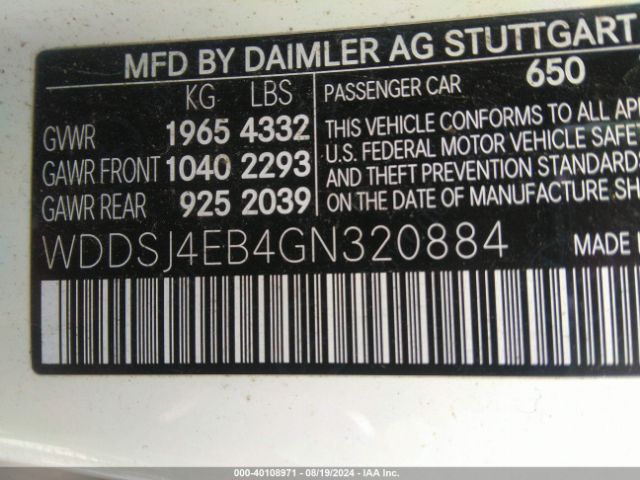 MFD BY DAIMLER AG STUTTGART
KG LBS
GVWR 1965 4332
GAWR FRONT 1040 2293
GAWR REAR 925 2039
PASSENGER CAR 650
THIS VEHICLE CONFORMS TO ALL AP
U.S. FEDERAL MOTOR VEHICLE SAFE
AND THEFT PREVENTION STANDARD
ON THE DATE OF MANUFACTURE SH
WDDSJ4EB4GN320884 MADE
000-40108971 / 08/19/2024 - IAA Inc.